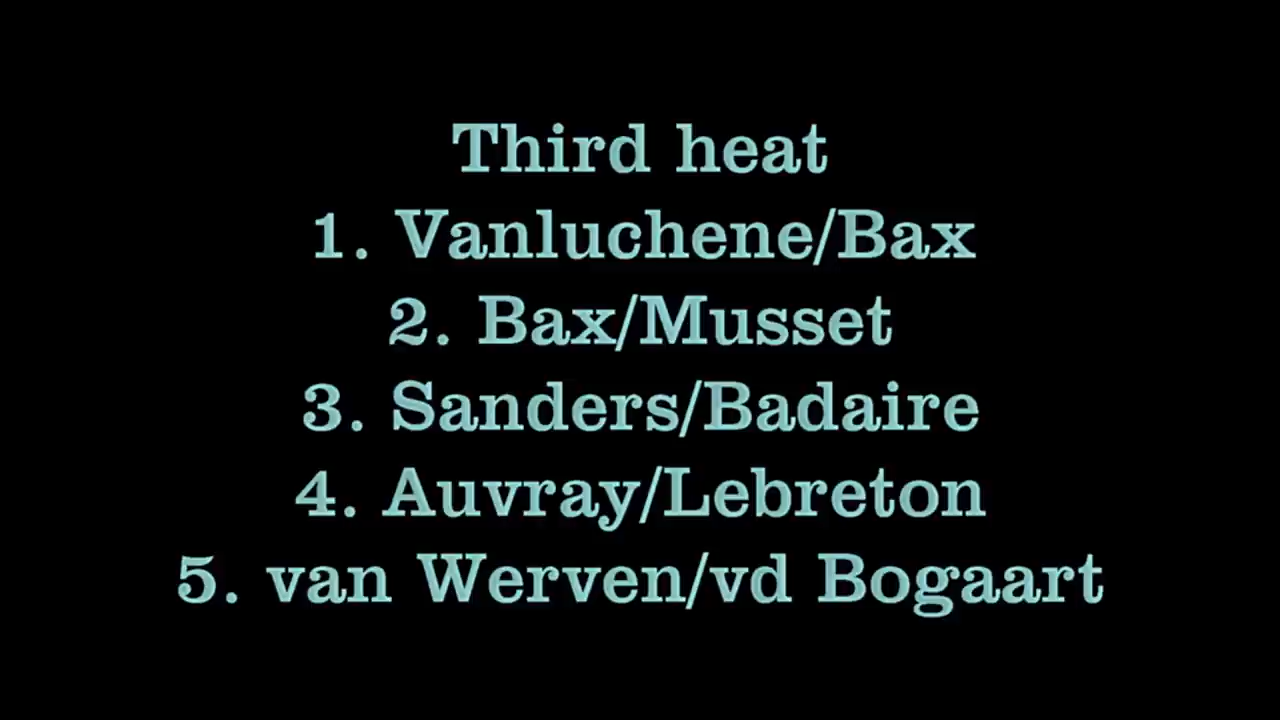 Third heat
1. Vanluchene/Bax
2. Bax/Musset
3. Sanders/Badaire
4. Auvray/Lebreton
5. van Werven/vd Bogaart